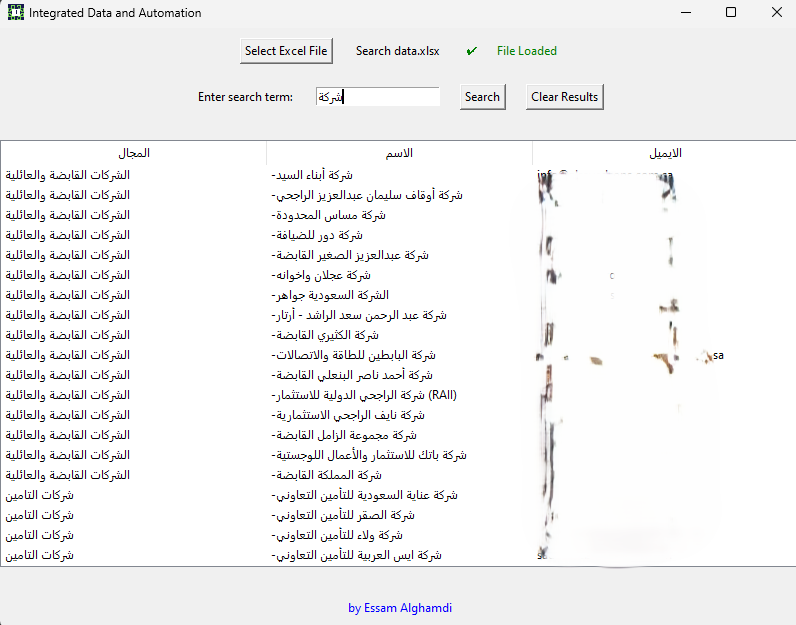 Integrated Data and Automation
Select Excel File Search data.xlsx ✔ File Loaded
Enter search term: شركة Search Clear Results
المجال الاسم الايميل
الشركات القابضة والعائلية شركة أبناء السيد-
الشركات القابضة والعائلية شركة أوقاف سليمان عبدالعزيز الراجحي-
الشركات القابضة والعائلية شركة مساس المحدودة-
الشركات القابضة والعائلية شركة دور للضيافة-
الشركات القابضة والعائلية شركة عبدالعزيز الصغير القابضة-
الشركات القابضة والعائلية شركة عجلان واخوانه-
الشركات القابضة والعائلية الشركة السعودية جواهر-
الشركات القابضة والعائلية شركة عبد الرحمن سعد الراشد - أرتار-
الشركات القابضة والعائلية شركة الكثيري القابضة-
الشركات القابضة والعائلية شركة البابطين للطاقة والاتصالات- sa
الشركات القابضة والعائلية شركة أحمد ناصر البنعلي القابضة-
الشركات القابضة والعائلية شركة الراجحي الدولية للاستثمار- (RAII)
الشركات القابضة والعائلية شركة نايف الراجحي الاستثمارية-
الشركات القابضة والعائلية شركة مجموعة الزامل القابضة-
الشركات القابضة والعائلية شركة باتك للاستثمار والأعمال اللوجستية-
الشركات القابضة والعائلية شركة المملكة القابضة-
شركات التامين شركة عناية السعودية للتأمين التعاوني-
شركات التامين شركة الصقر للتأمين التعاوني-
شركات التامين شركة ولاء للتأمين التعاوني-
شركات التامين شركة ايس العربية للتأمين التعاوني-
by Essam Alghamdi